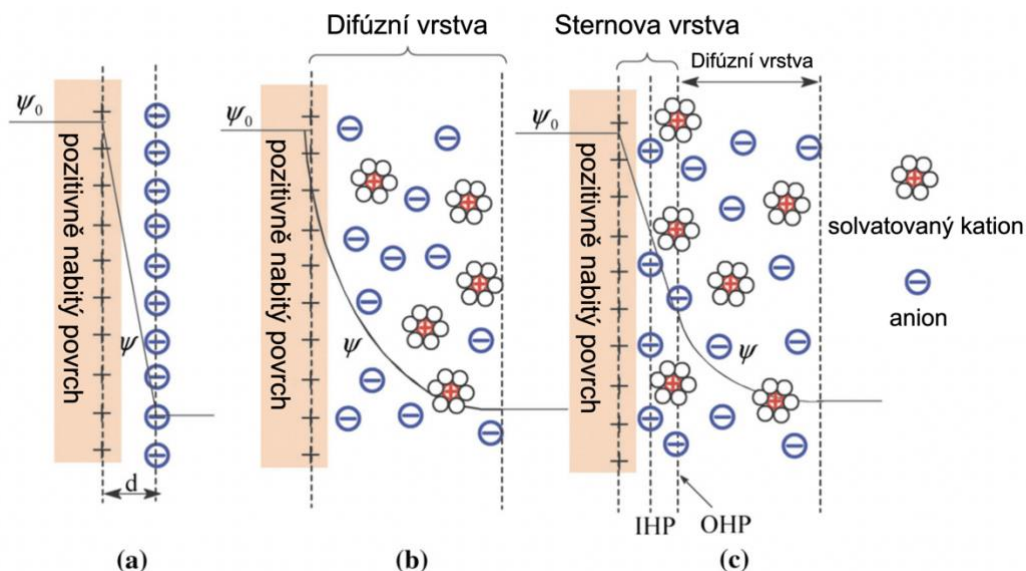 Difúzní vrstva
Sternova vrstva
Difúzní vrstva
ψ₀
pozitivně nabitý povrch
ψ
d
ψ₀
pozitivně nabitý povrch
ψ
ψ₀
pozitivně nabitý povrch
ψ
solvatovaný kation
anion
IHP
OHP
(a)
(b)
(c)